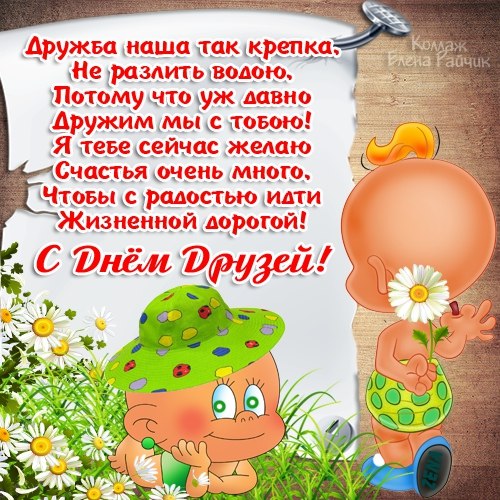 Дружба наша так крепка,
Не разлить водою,
Потому что уж давно
Дружим мы с тобою!
Я тебе сейчас желаю
Счастья очень много,
Чтобы с радостью идти
Жизненной дорогой!
С Днём Друзей!
Коллаж
Елена Райчик